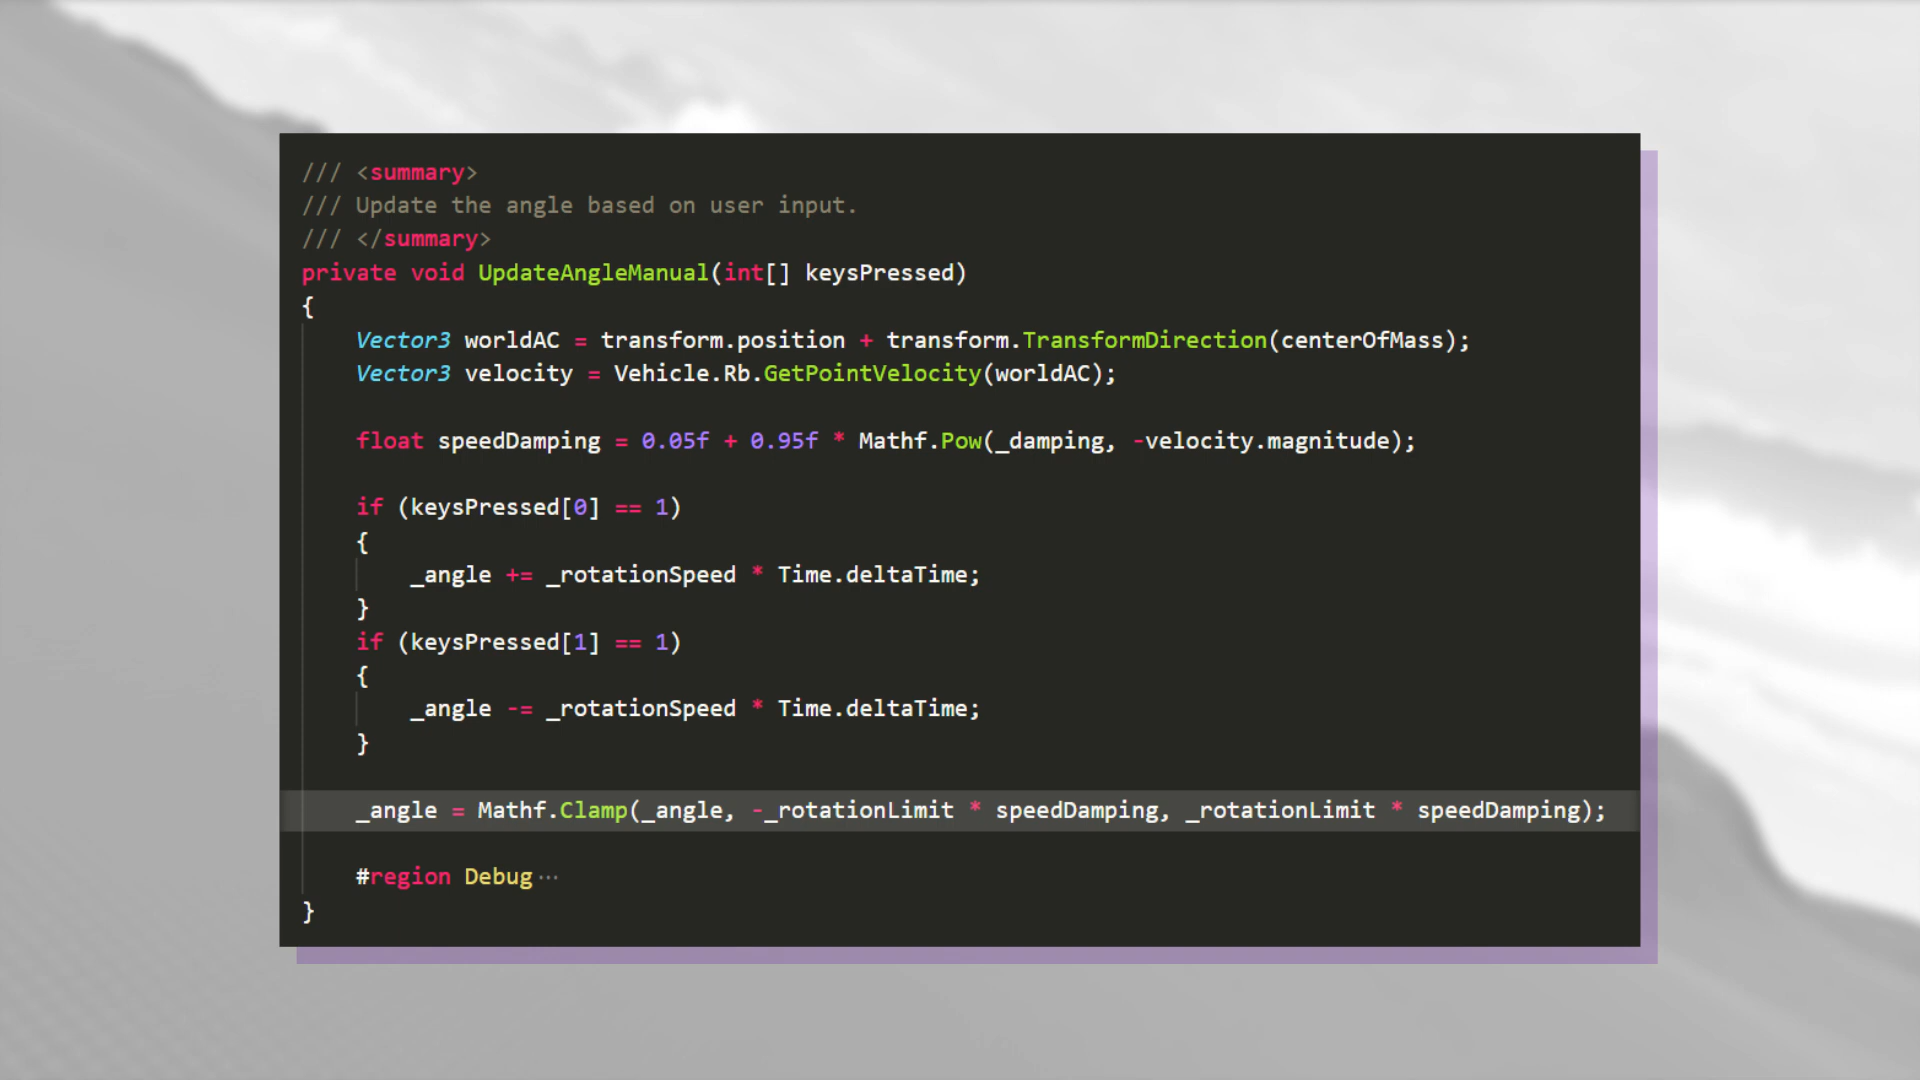 /// <summary>
/// Update the angle based on user input.
/// </summary>
private void UpdateAngleManual(int[] keysPressed)
{
    Vector3 worldAC = transform.position + transform.TransformDirection(centerOfMass);
    Vector3 velocity = Vehicle.Rb.GetPointVelocity(worldAC);

    float speedDamping = 0.05f + 0.95f * Mathf.Pow(_damping, -velocity.magnitude);

    if (keysPressed[0] == 1)
    {
        _angle += _rotationSpeed * Time.deltaTime;
    }
    if (keysPressed[1] == 1)
    {
        _angle -= _rotationSpeed * Time.deltaTime;
    }

    _angle = Mathf.Clamp(_angle, -_rotationLimit * speedDamping, _rotationLimit * speedDamping);

    #region Debug···
}